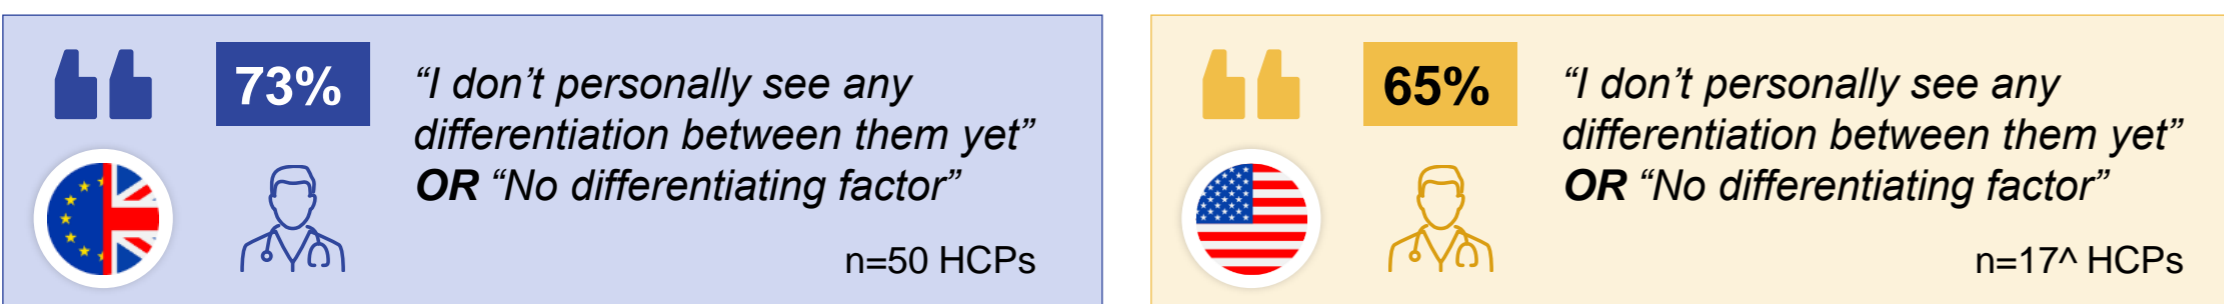 73%
“I don’t personally see any
differentiation between them yet”
OR “No differentiating factor”
n=50 HCPs
65%
“I don’t personally see any
differentiation between them yet”
OR “No differentiating factor”
n=17^ HCPs